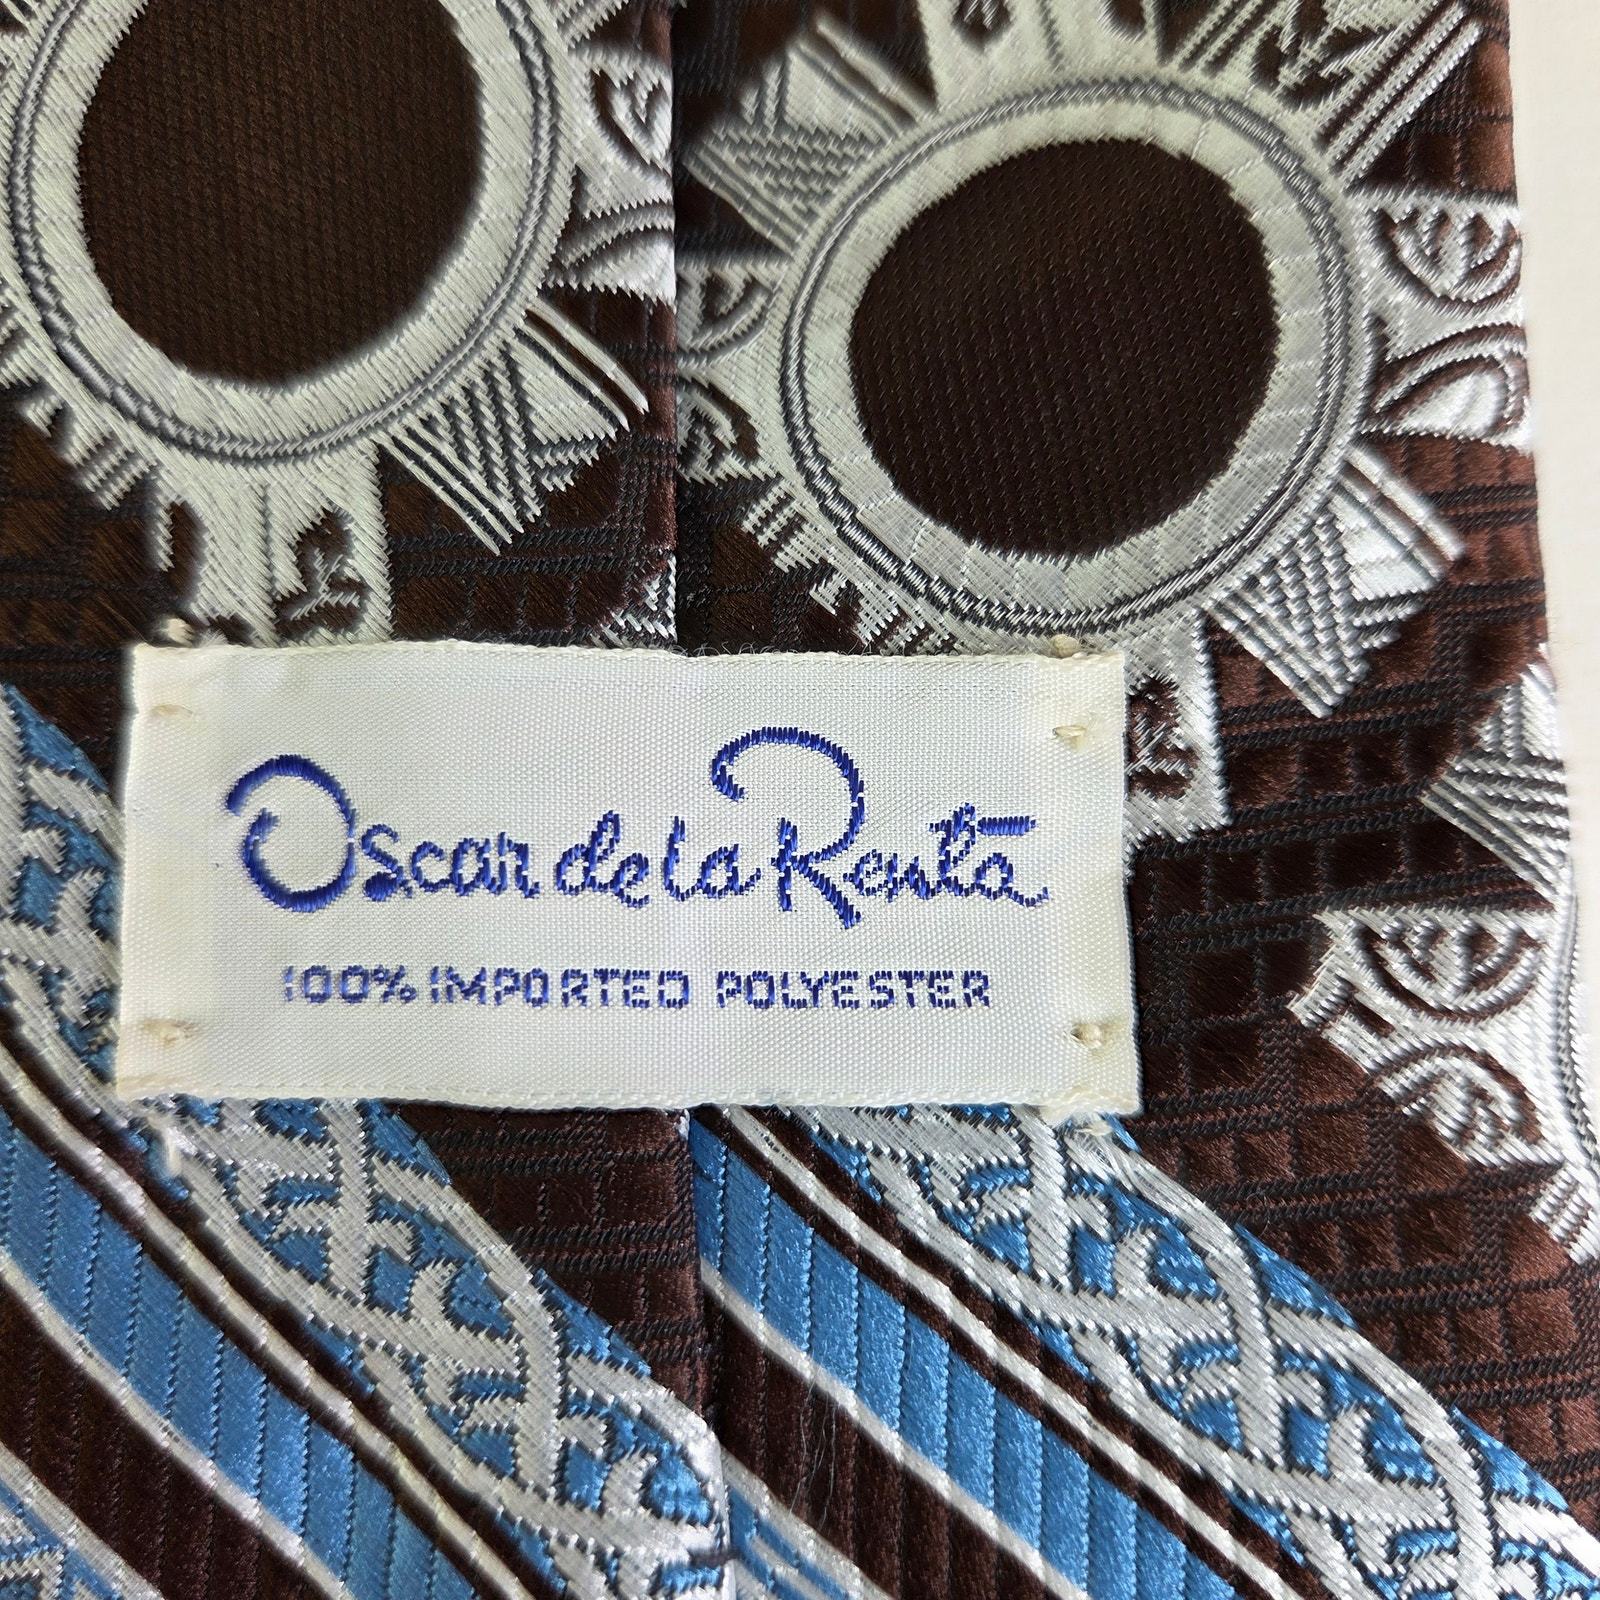 Oscar de la Renta
100% IMPORTED POLYESTER